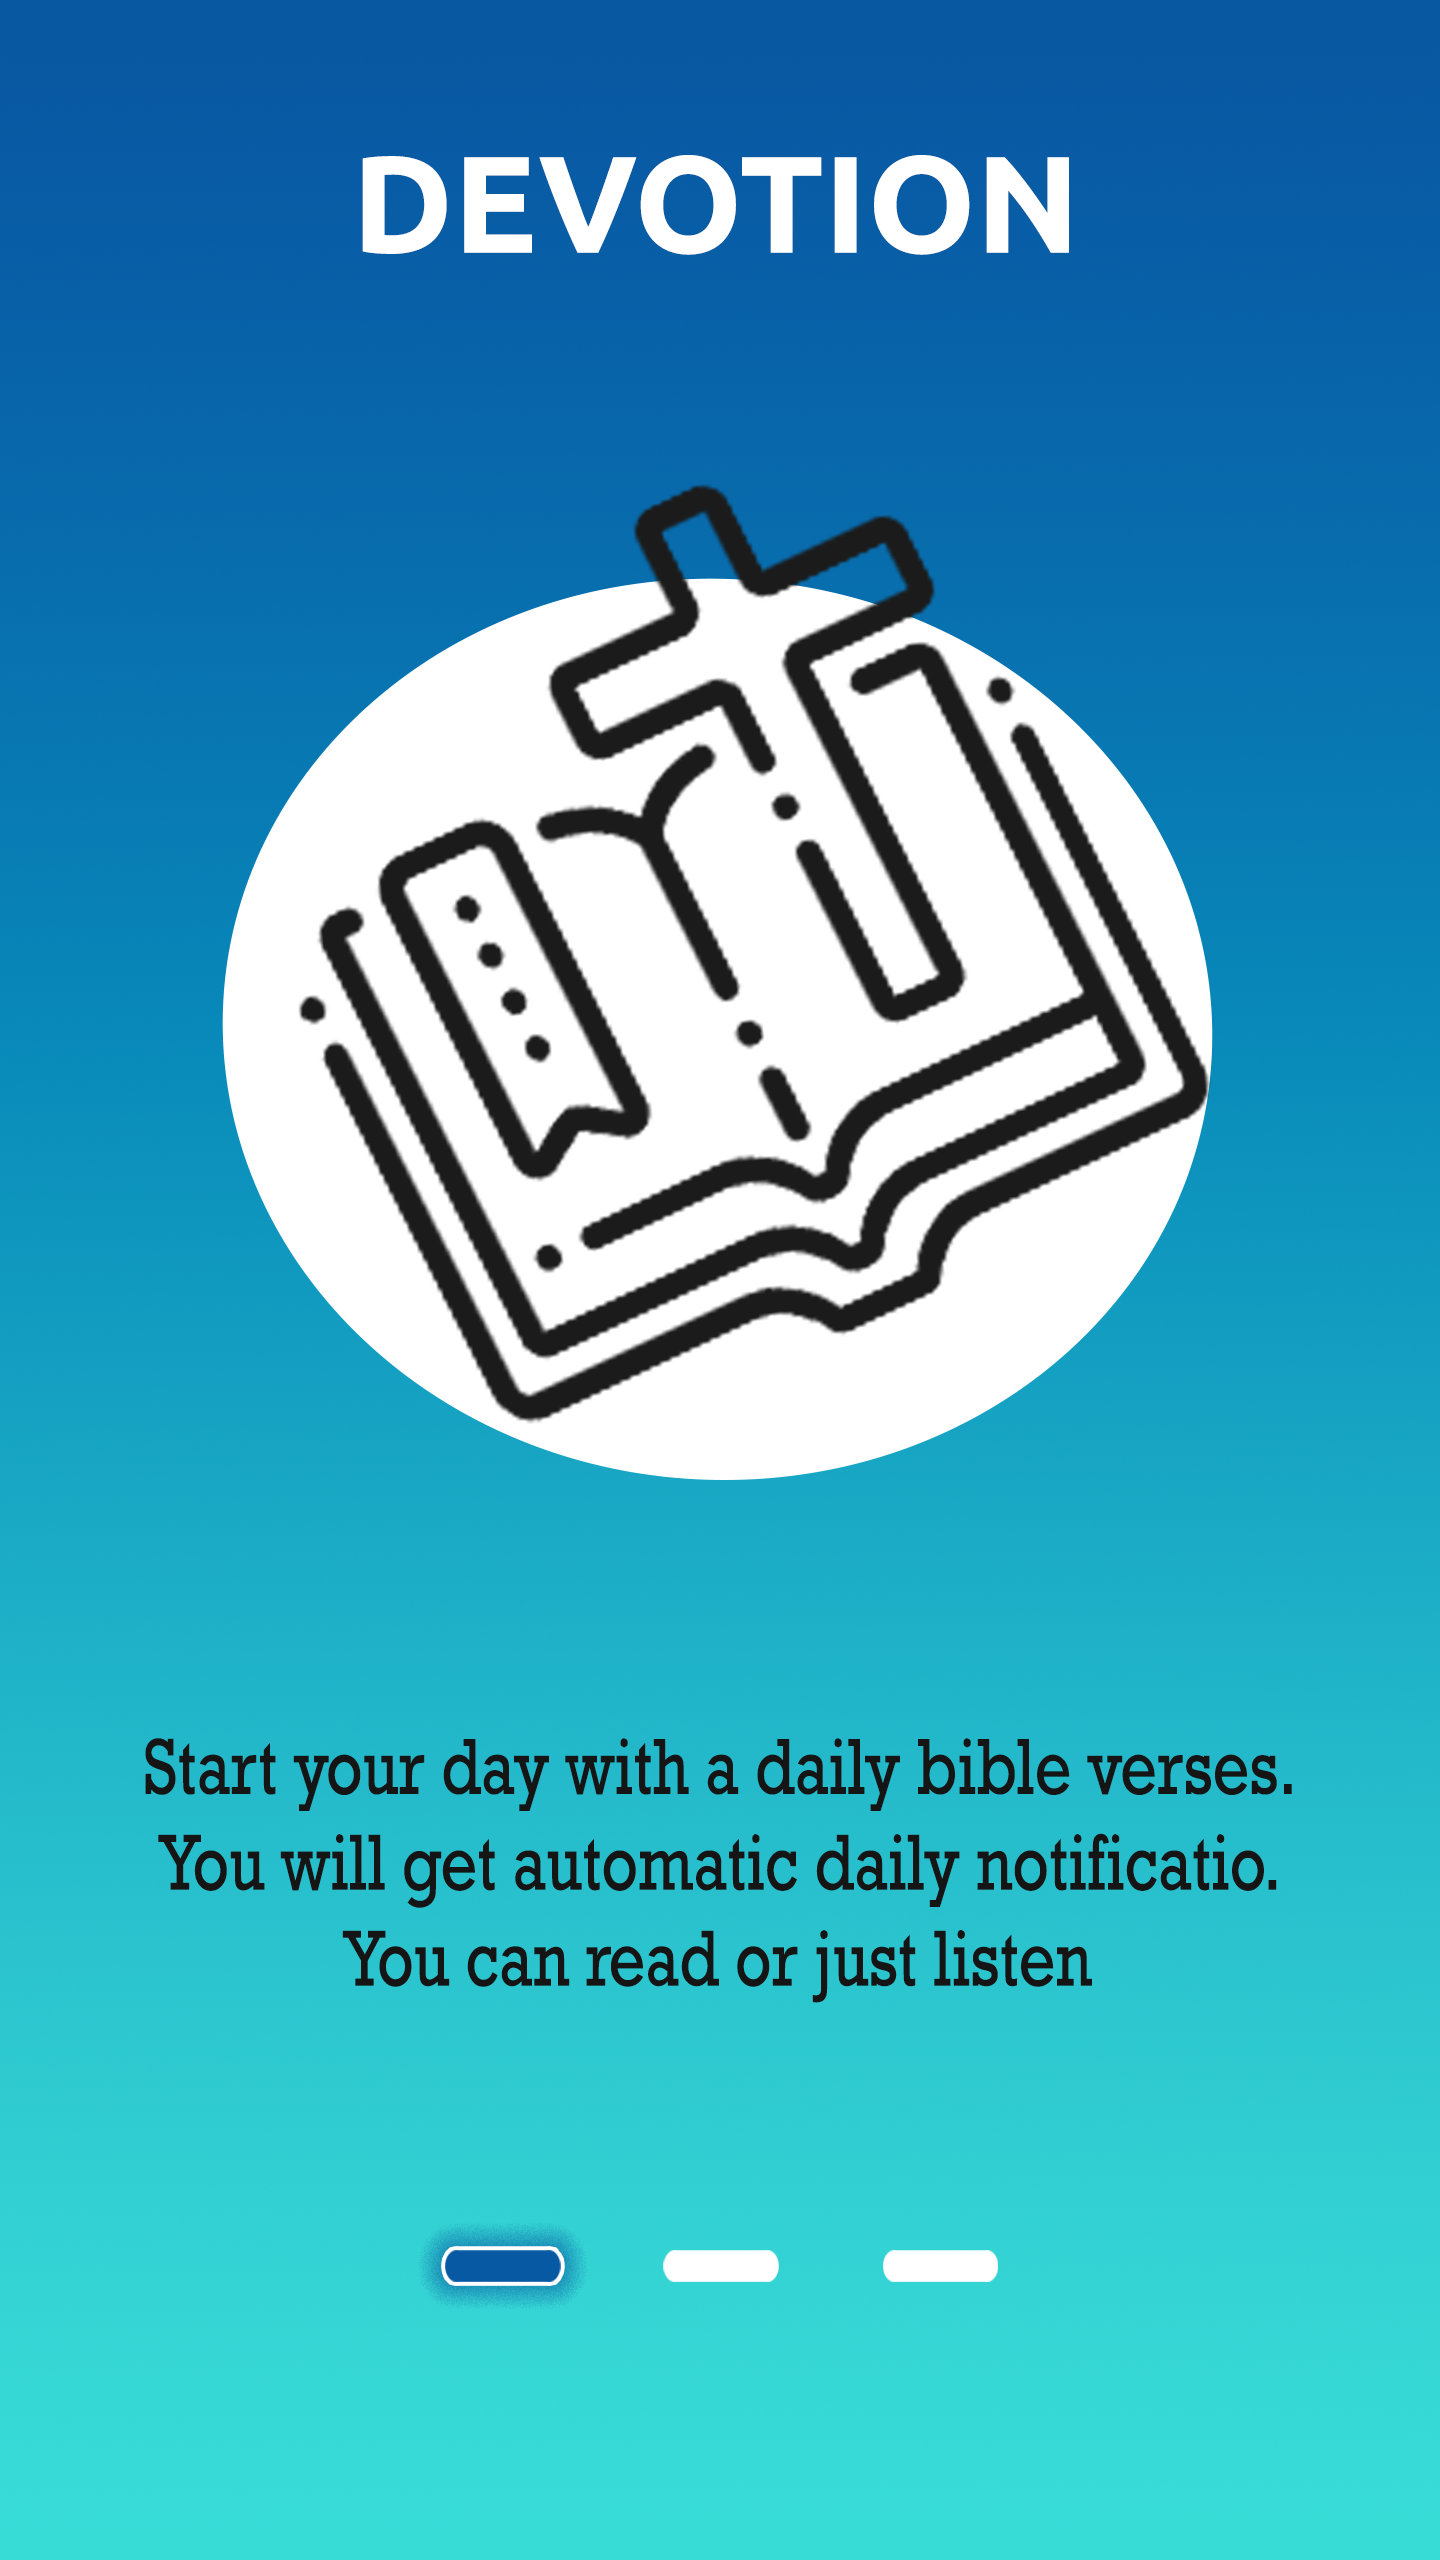 DEVOTION
Start your day with a daily bible verses.
You will get automatic daily notificatio.
You can read or just listen